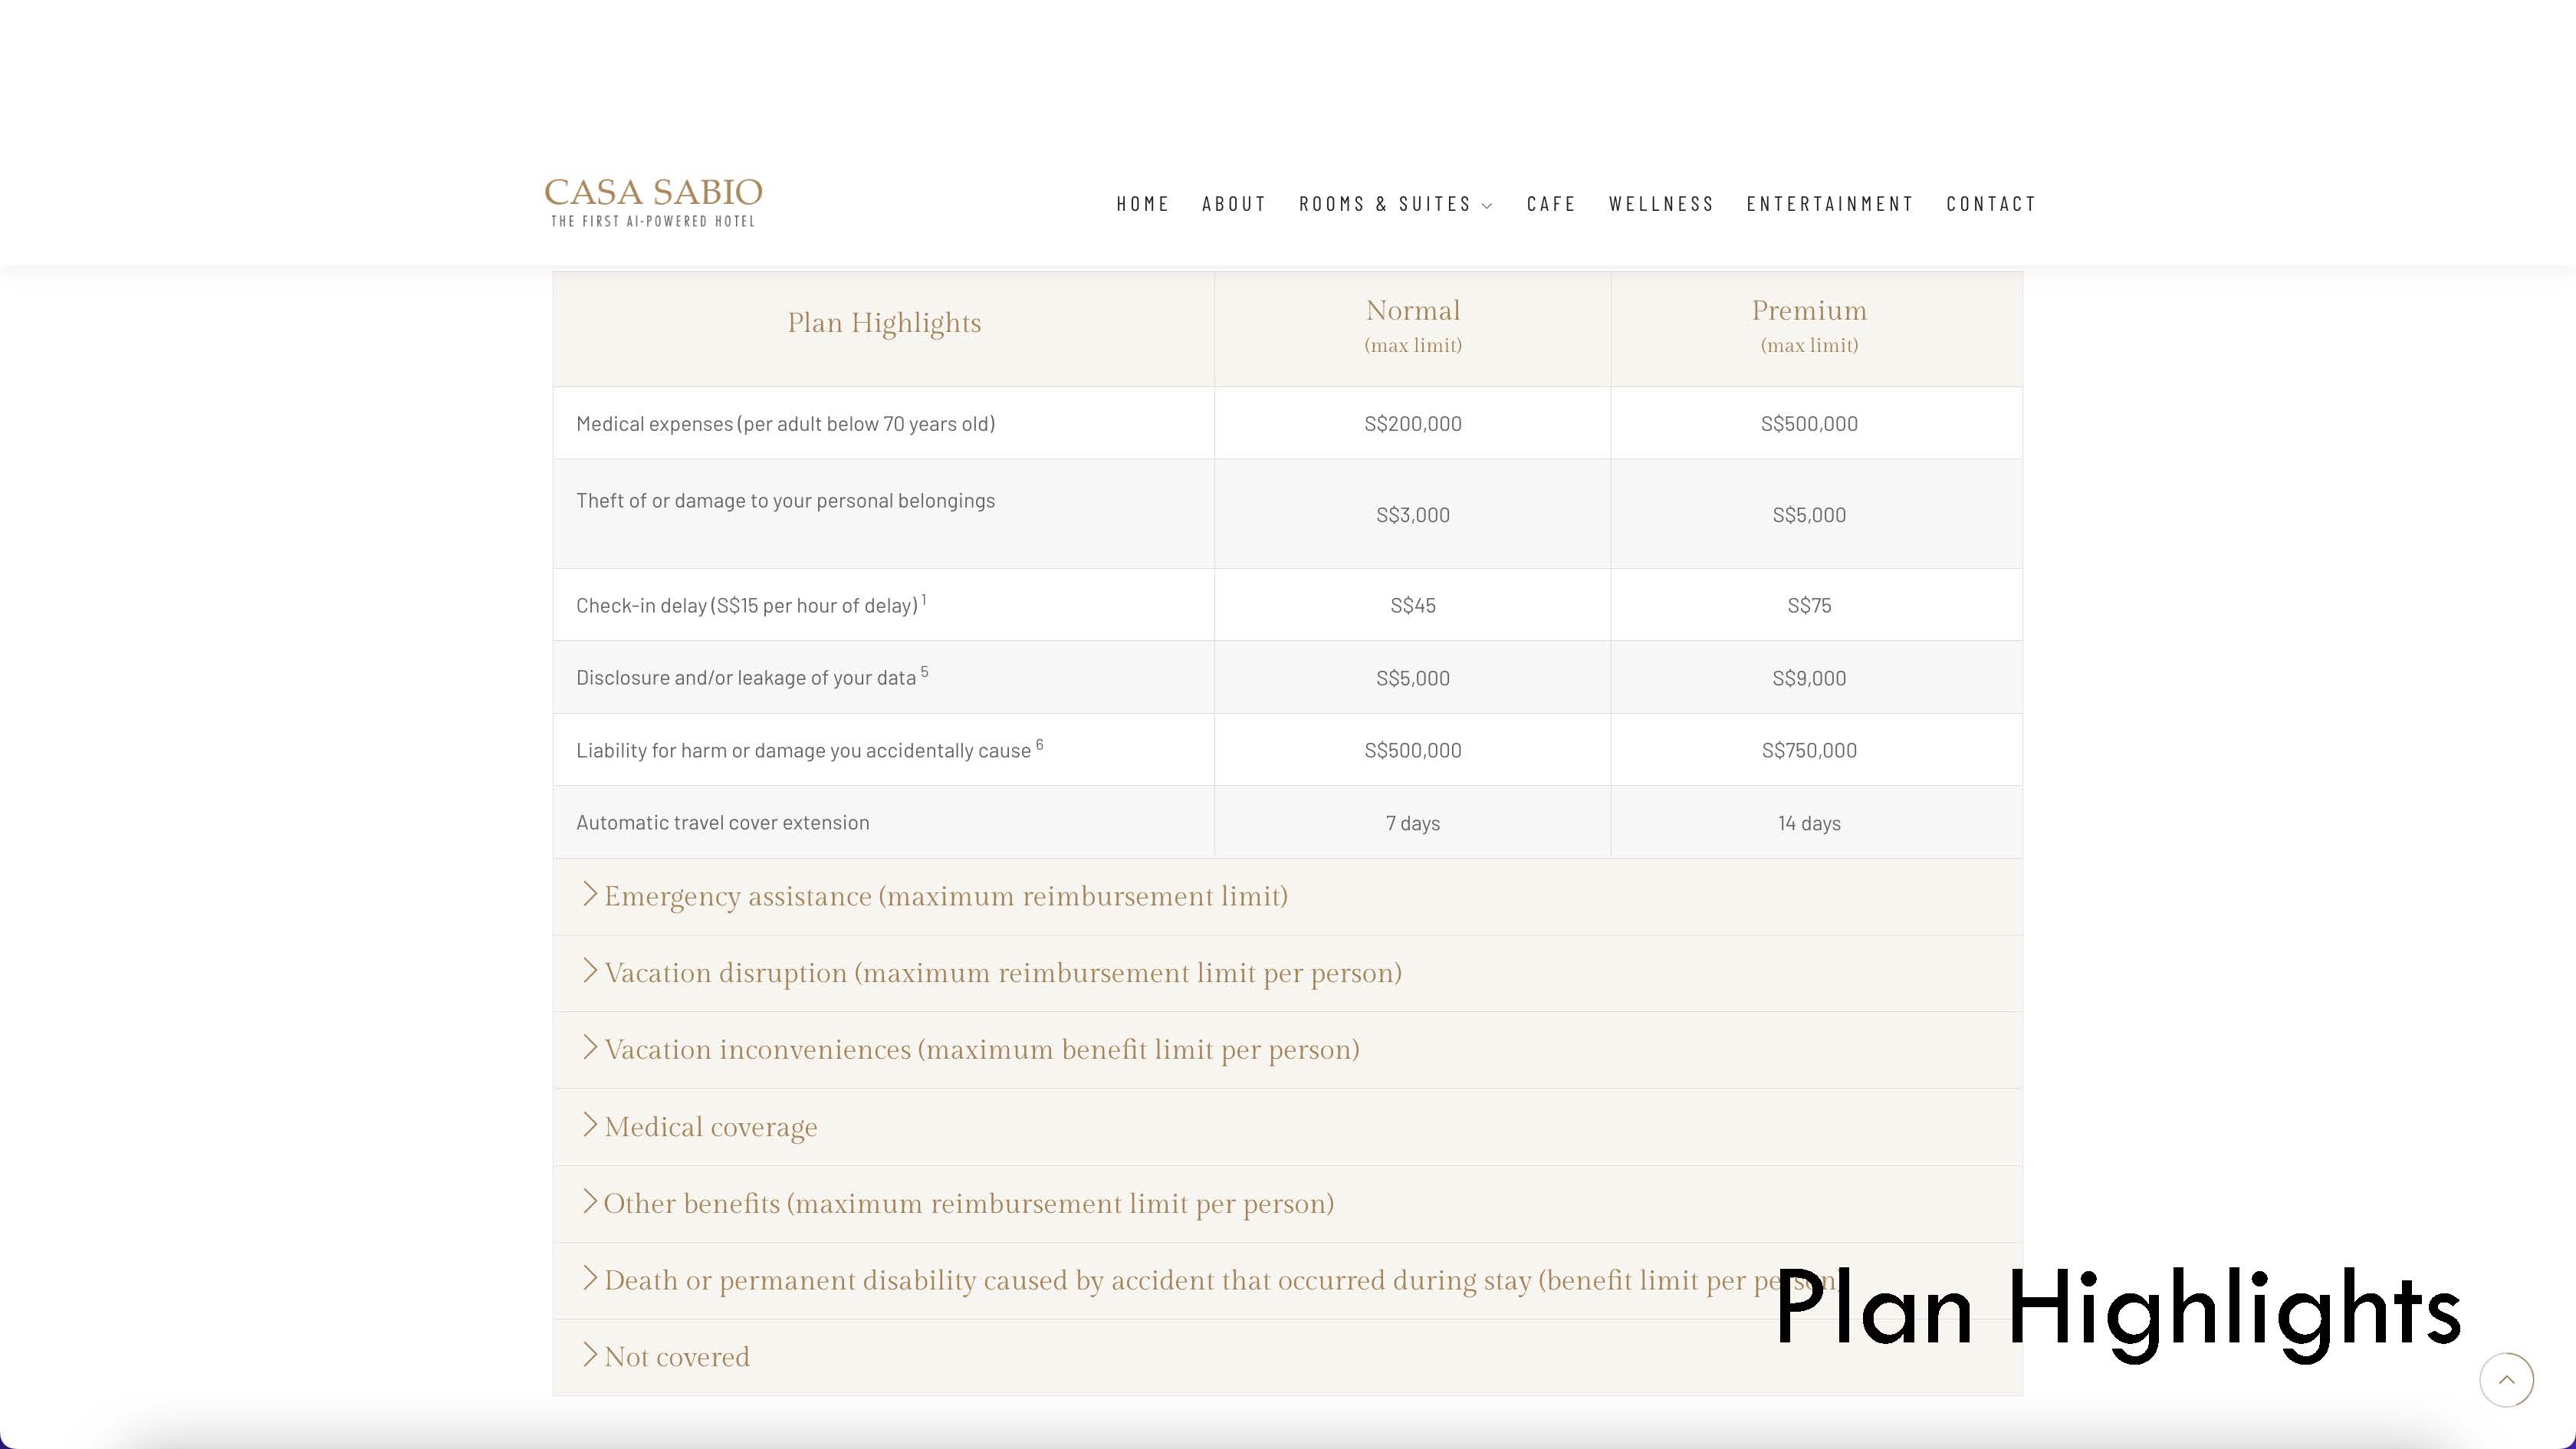 CASA SABIO
THE FIRST AI-POWERED HOTEL
HOME ABOUT ROOMS & SUITES CAFE WELLNESS ENTERTAINMENT CONTACT
Plan Highlights Normal (max limit) Premium (max limit)
Medical expenses (per adult below 70 years old) S$200,000 S$500,000
Theft of or damage to your personal belongings S$3,000 S$5,000
Check-in delay (S$15 per hour of delay) 1 S$45 S$75
Disclosure and/or leakage of your data 5 S$5,000 S$9,000
Liability for harm or damage you accidentally cause 6 S$500,000 S$750,000
Automatic travel cover extension 7 days 14 days
Emergency assistance (maximum reimbursement limit)
Vacation disruption (maximum reimbursement limit per person)
Vacation inconveniences (maximum benefit limit per person)
Medical coverage
Other benefits (maximum reimbursement limit per person)
Death or permanent disability caused by accident that occurred during stay (benefit limit per person)
Not covered
Plan Highlights